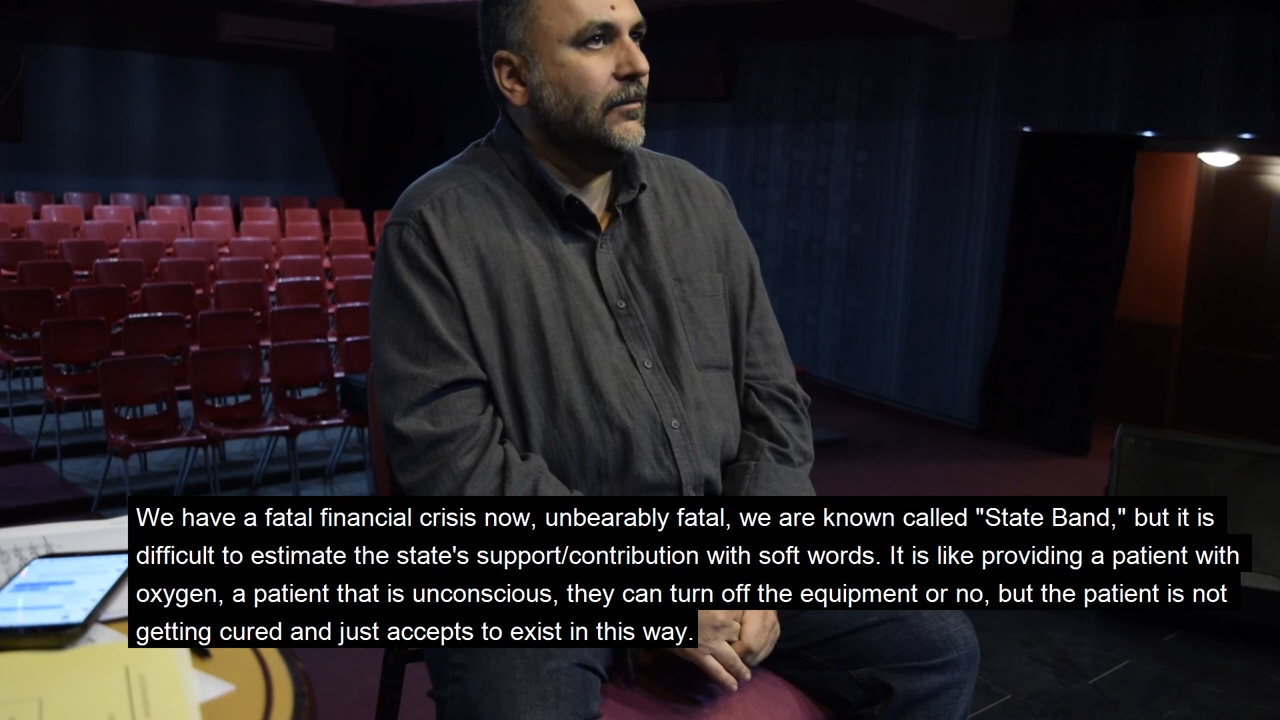 We have a fatal financial crisis now, unbearably fatal, we are known called "State Band," but it is
difficult to estimate the state's support/contribution with soft words. It is like providing a patient with
oxygen, a patient that is unconscious, they can turn off the equipment or no, but the patient is not
getting cured and just accepts to exist in this way.